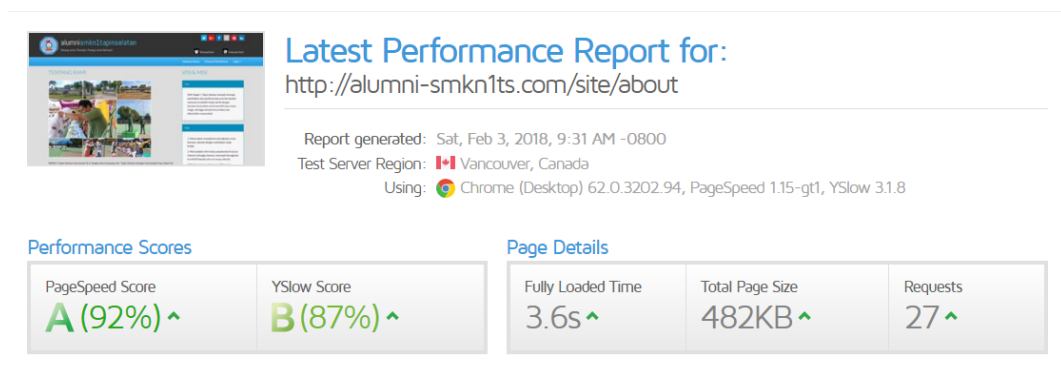 alumnismkn1tapinselatan
Latest Performance Report for:
http://alumni-smkn1ts.com/site/about
Report generated: Sat, Feb 3, 2018, 9:31 AM -0800
Test Server Region: Vancouver, Canada
Using: Chrome (Desktop) 62.0.3202.94, PageSpeed 1.15-gt1, YSlow 3.1.8
Performance Scores
Page Details
PageSpeed Score
YSlow Score
Fully Loaded Time
Total Page Size
Requests
A (92%)
B (87%)
3.6s
482KB
27